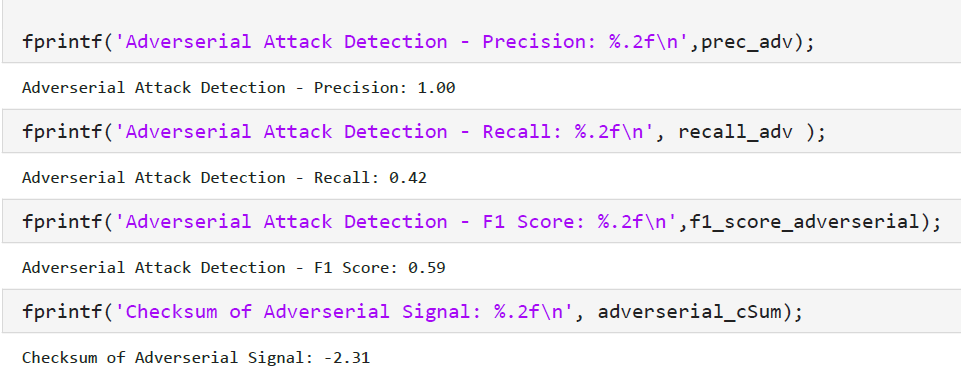 fprintf('Adverserial Attack Detection - Precision: %.2f\n',prec_adv);
Adverserial Attack Detection - Precision: 1.00
fprintf('Adverserial Attack Detection - Recall: %.2f\n', recall_adv );
Adverserial Attack Detection - Recall: 0.42
fprintf('Adverserial Attack Detection - F1 Score: %.2f\n',f1_score_adverserial);
Adverserial Attack Detection - F1 Score: 0.59
fprintf('Checksum of Adverserial Signal: %.2f\n', adverserial_cSum);
Checksum of Adverserial Signal: -2.31